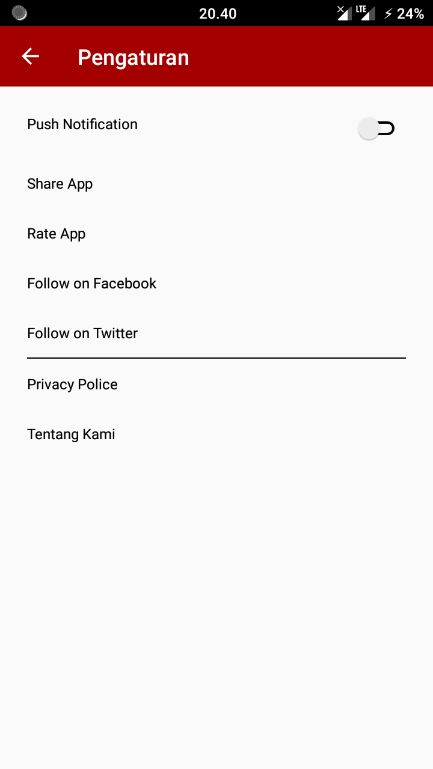 20.40
LTE
24%
Pengaturan
Push Notification
Share App
Rate App
Follow on Facebook
Follow on Twitter
Privacy Police
Tentang Kami